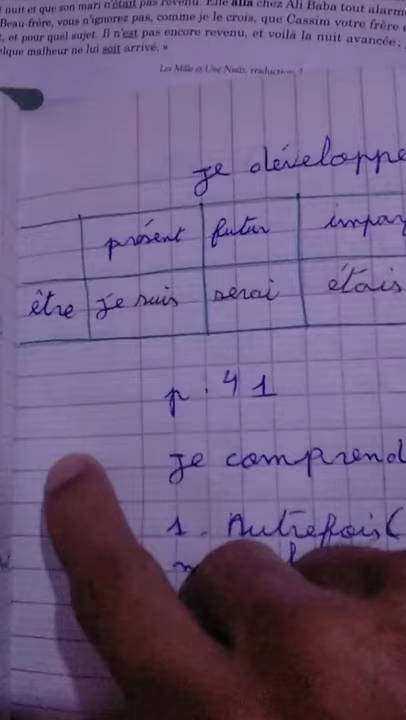 nuit et que son mari n'était pas revenu. Elle alla chez Ali Baba tout
Beau-frère, vous n'ignorez pas, comme je le crois, que Cassim votre frère
, et pour quel sujet. Il n'est pas encore revenu, et voilà la nuit avancée ;
elque malheur ne lui soit arrivé. »
Les Mille et Une Nuits,
Je développe
présent futur
être je suis serai étais
p. 41
Je comprend
1. Autrefois (